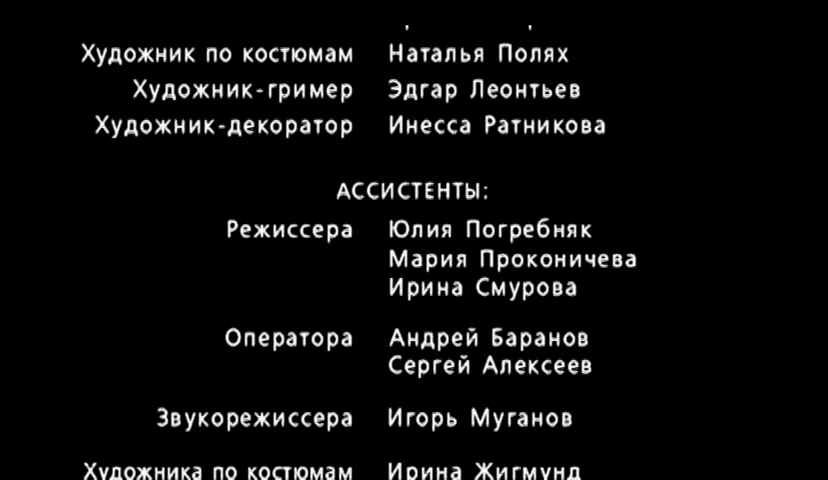 Художник по костюмам Наталья Полях
Художник-гример Эдгар Леонтьев
Художник-декоратор Инесса Ратникова
АССИСТЕНТЫ:
Режиссера Юлия Погребняк
Мария Проконичева
Ирина Смурова
Оператора Андрей Баранов
Сергей Алексеев
Звукорежиссера Игорь Муганов
Художника по костюмам Ирина Жигмунд